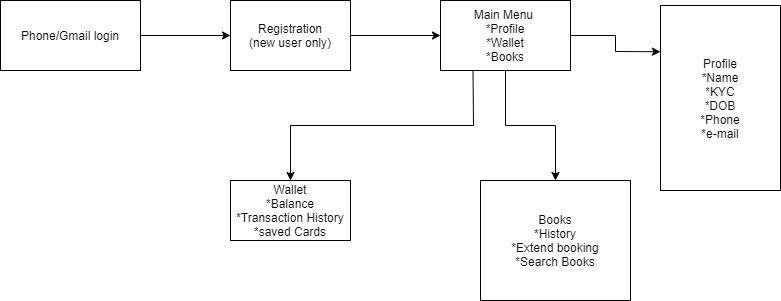 Phone/Gmail login
Registration
(new user only)
Main Menu
*Profile
*Wallet
*Books
Profile
*Name
*KYC
*DOB
*Phone
*e-mail
Wallet
*Balance
*Transaction History
*saved Cards
Books
*History
*Extend booking
*Search Books